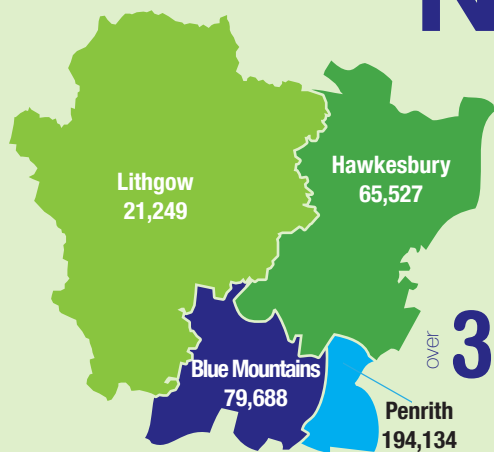 N
Lithgow
21,249
Hawkesbury
65,527
over 3
Blue Mountains
79,688
Penrith
194,134